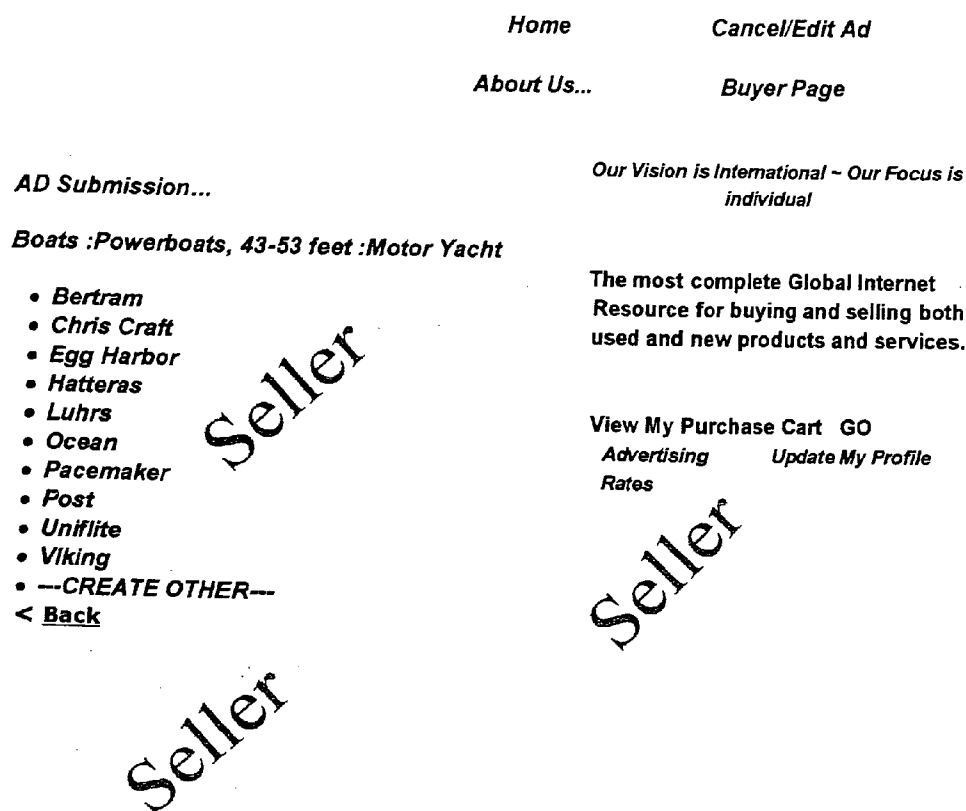 Home Cancel/Edit Ad
About Us... Buyer Page
AD Submission...
Our Vision is International ~ Our Focus is
individual
Boats :Powerboats, 43-53 feet :Motor Yacht
• Bertram
• Chris Craft
• Egg Harbor
• Hatteras
• Luhrs
• Ocean
• Pacemaker
• Post
• Uniflite
• Viking
• ---CREATE OTHER---
< Back
The most complete Global Internet
Resource for buying and selling both
used and new products and services.
View My Purchase Cart GO
Advertising Update My Profile
Rates
Seller
Seller
Seller